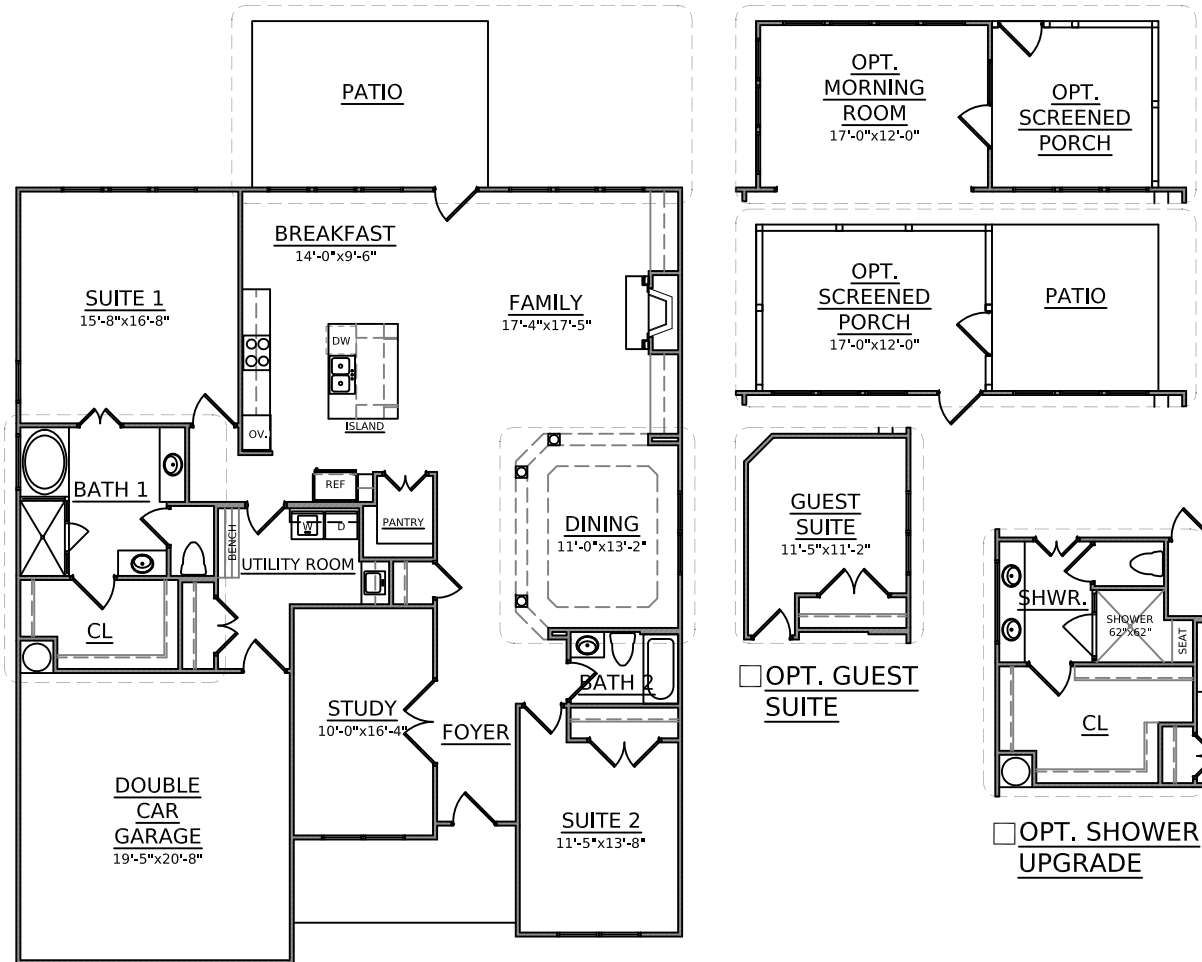 PATIO
BREAKFAST
14'-0"x9'-6"
SUITE 1
15'-8"x16'-8"
FAMILY
17'-4"x17'-5"
DW
ISLAND
OV.
BATH 1
REF
PANTRY
DINING
11'-0"x13'-2"
W
D
BENCH
UTILITY ROOM
CL
BATH 2
STUDY
10'-0"x16'-4"
FOYER
DOUBLE
CAR
GARAGE
19'-5"x20'-8"
SUITE 2
11'-5"x13'-8"
OPT.
MORNING
ROOM
17'-0"x12'-0"
OPT.
SCREENED
PORCH
OPT.
SCREENED
PORCH
17'-0"x12'-0"
PATIO
GUEST
SUITE
11'-5"x11'-2"
OPT. GUEST
SUITE
SHWR.
SHOWER
62"x62"
SEAT
CL
OPT. SHOWER
UPGRADE